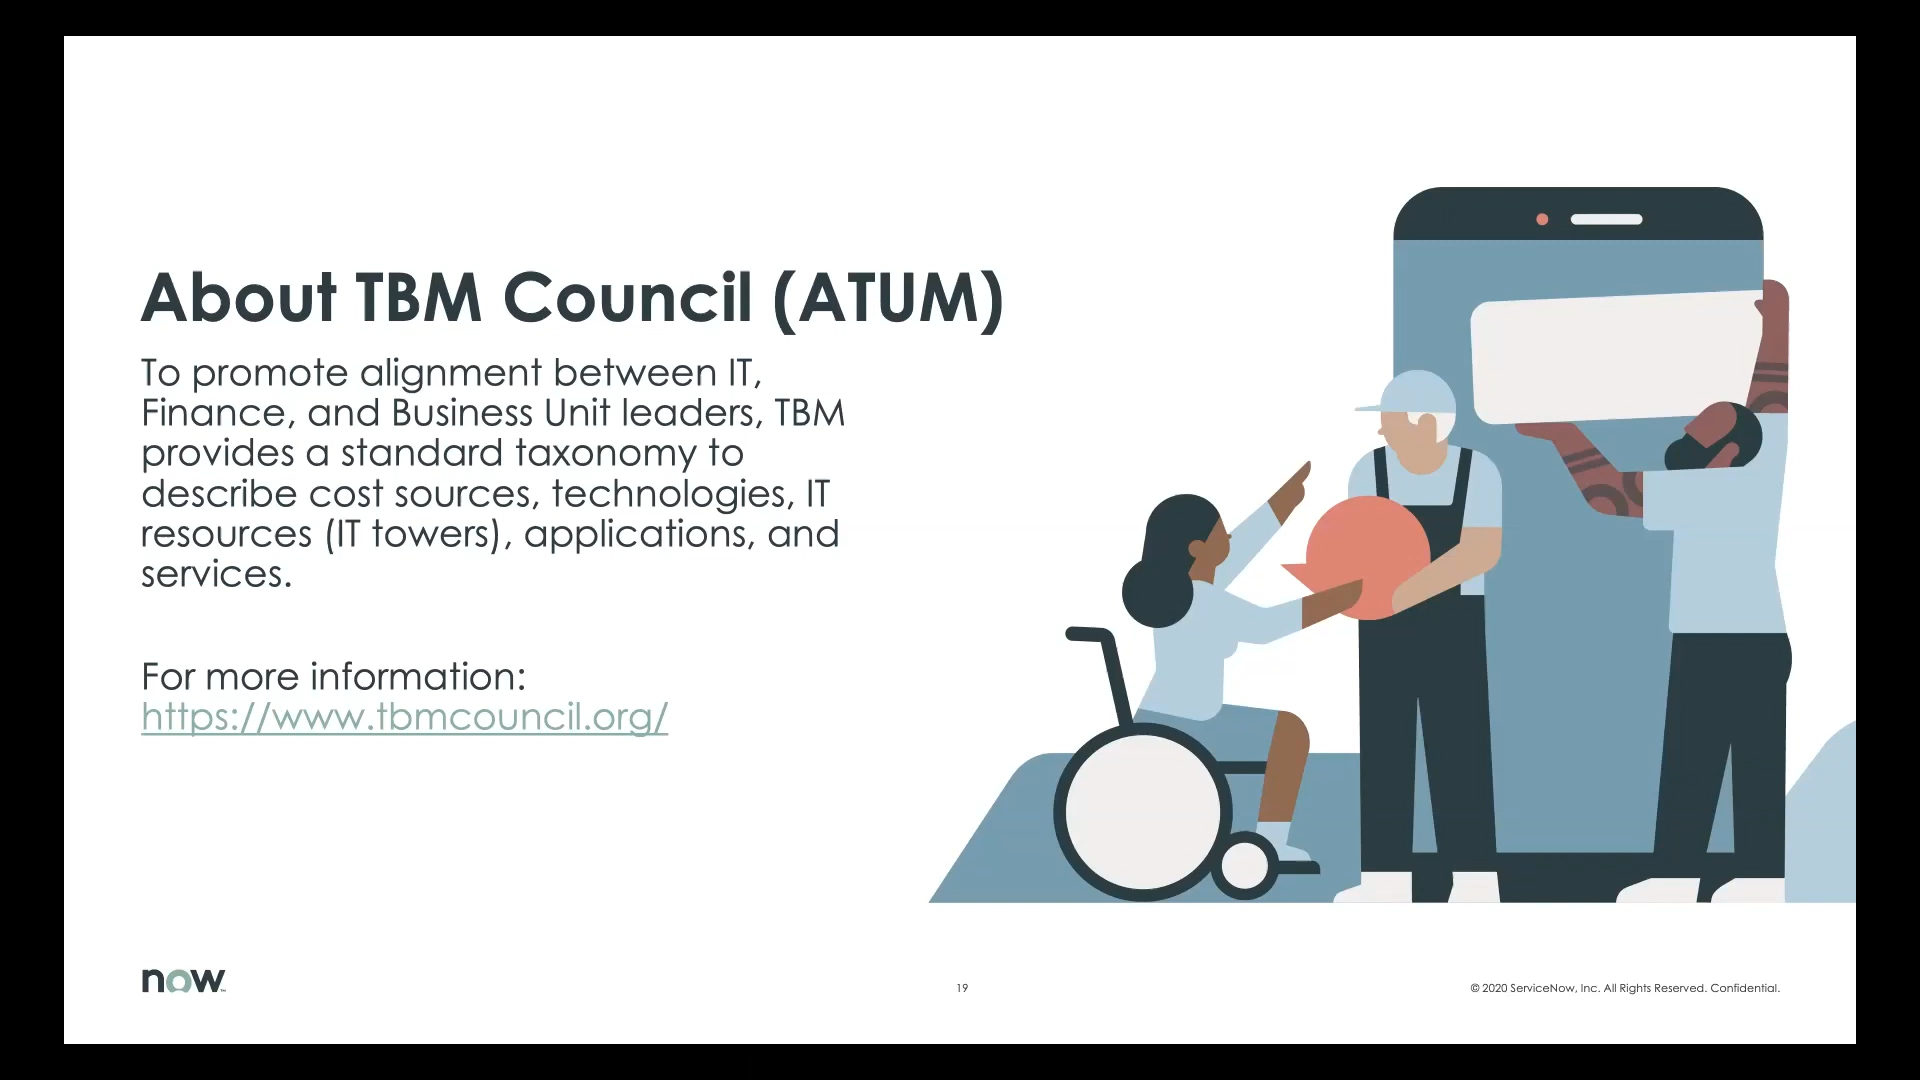 About TBM Council (ATUM)
To promote alignment between IT,
Finance, and Business Unit leaders, TBM
provides a standard taxonomy to
describe cost sources, technologies, IT
resources (IT towers), applications, and
services.
For more information:
https://www.tbmcouncil.org/
now
19
© 2020 ServiceNow, Inc. All Rights Reserved. Confidential.